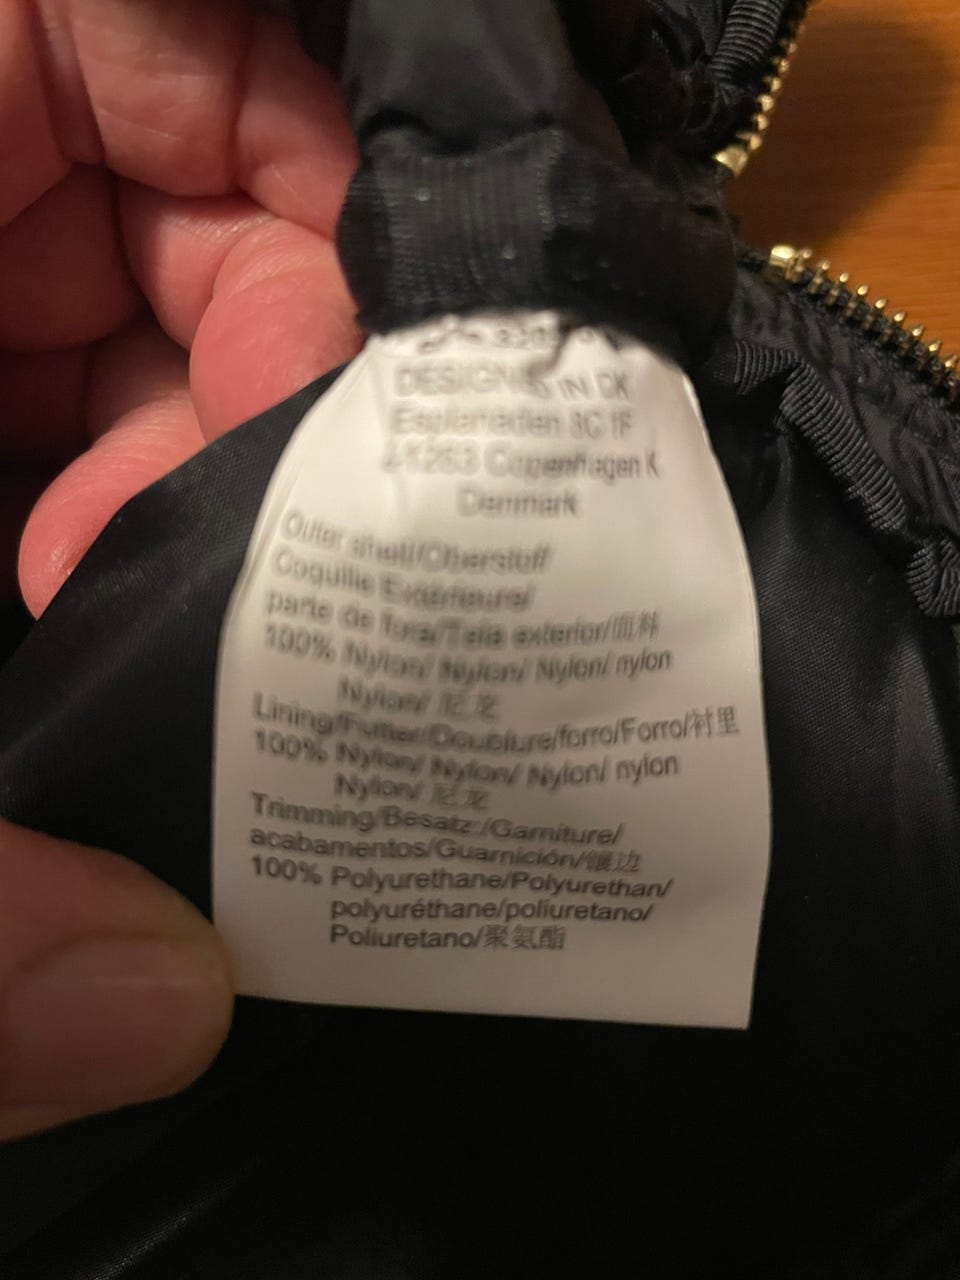 DESIGNED IN DK
Esplanaden 8C 1F
Copenhagen K
Denmark
Outer shell/Oberstoff
Coquille Extérieure/
parte de fora/Tela exterior/面料
100% Nylon/ Nylon/ Nylon/ nylon
Nylon/ 尼龙
Lining/Futter/Doublure/forro/Forro/衬里
100% Nylon/ Nylon/ Nylon/ nylon
Nylon/ 尼龙
Trimming/Besatz:/Garniture/
acabamentos/Guarnición/镶边
100% Polyurethane/Polyurethan/
polyuréthane/poliuretano/
Poliuretano/聚氨酯